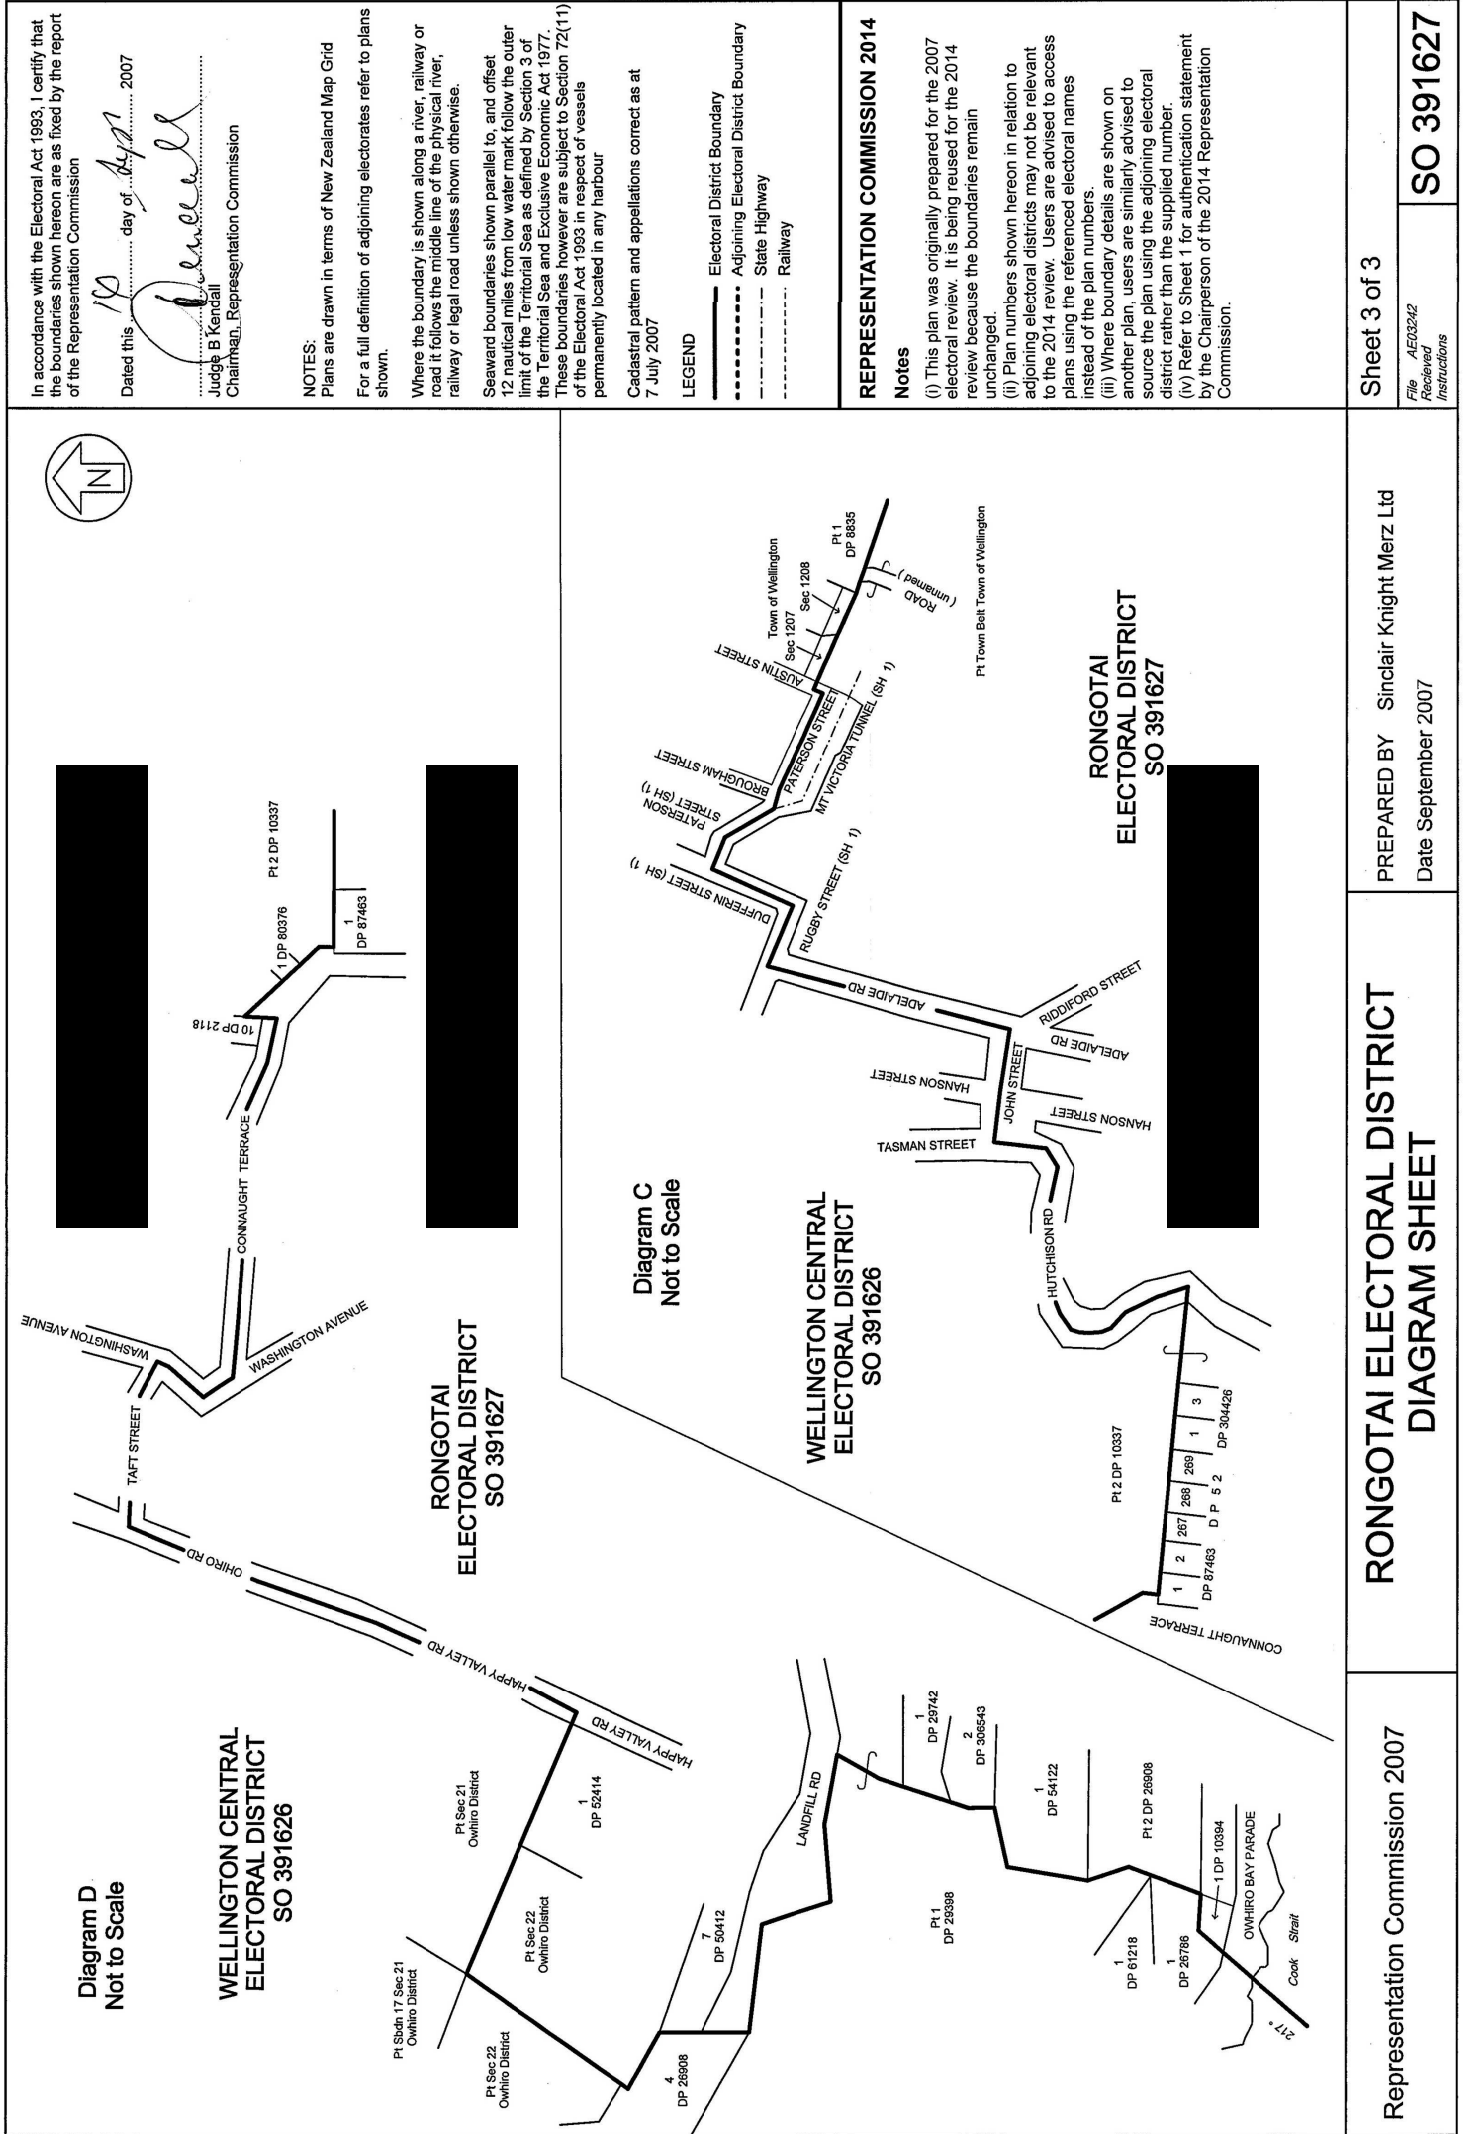 Diagram D
Not to Scale
WELLINGTON CENTRAL
ELECTORAL DISTRICT
SO 391626
Pt Sbdn 17 Sec 21
Owhiro District
Pt Sec 21
Owhiro District
Pt Sec 22
Owhiro District
Pt Sec 22
Owhiro District
1
DP 52414
4
DP 26908
7
DP 50412
LANDFILL RD
Pt 1
DP 29398
1
DP 29742
2
DP 306543
1
DP 54122
Pt 2 DP 26908
1
DP 61218
1
DP 26786
1 DP 10394
OWHIRO BAY PARADE
Cook Strait
217°
HAPPY VALLEY RD
HAPPY VALLEY RD
OHIRO RD
TAFT STREET
WASHINGTON AVENUE
WASHINGTON AVENUE
CONNAUGHT TERRACE
10 DP 2118
1 DP 80376
Pt 2 DP 10337
1
DP 87463
RONGOTAI
ELECTORAL DISTRICT
SO 391627
N
Diagram C
Not to Scale
WELLINGTON CENTRAL
ELECTORAL DISTRICT
SO 391626
Pt 2 DP 10337
CONNAUGHT TERRACE
1
2
DP 87463
267
268
269
D P 5 2
1
3
DP 304426
HUTCHISON RD
TASMAN STREET
HANSON STREET
HANSON STREET
JOHN STREET
ADELAIDE RD
ADELAIDE RD
RIDDIFORD STREET
RUGBY STREET (SH 1)
DUFFERIN STREET (SH 1)
PATERSON
STREET (SH 1)
BROUGHAM STREET
PATERSON STREET
MT VICTORIA TUNNEL (SH 1)
AUSTIN STREET
Town of Wellington
Sec 1207
Sec 1208
Pt 1
DP 8835
ROAD
( unnamed )
Pt Town Belt Town of Wellington
RONGOTAI
ELECTORAL DISTRICT
SO 391627
In accordance with the Electoral Act 1993, I certify that
the boundaries shown hereon are as fixed by the report
of the Representation Commission
Dated this day of 2007
Judge B Kendall
Chairman, Representation Commission
NOTES:
Plans are drawn in terms of New Zealand Map Grid
For a full definition of adjoining electorates refer to plans
shown.
Where the boundary is shown along a river, railway or
road it follows the middle line of the physical river,
railway or legal road unless shown otherwise.
Seaward boundaries shown parallel to, and offset
12 nautical miles from low water mark follow the outer
limit of the Territorial Sea as defined by Section 3 of
the Territorial Sea and Exclusive Economic Act 1977.
These boundaries however are subject to Section 72(11)
of the Electoral Act 1993 in respect of vessels
permanently located in any harbour
Cadastral pattern and appellations correct as at
7 July 2007
LEGEND
Electoral District Boundary
Adjoining Electoral District Boundary
State Highway
Railway
REPRESENTATION COMMISSION 2014
Notes
(i) This plan was originally prepared for the 2007
electoral review. It is being reused for the 2014
review because the boundaries remain
unchanged.
(ii) Plan numbers shown hereon in relation to
adjoining electoral districts may not be relevant
to the 2014 review. Users are advised to access
plans using the referenced electoral names
instead of the plan numbers.
(iii) Where boundary details are shown on
another plan, users are similarly advised to
source the plan using the adjoining electoral
district rather than the supplied number.
(iv) Refer to Sheet 1 for authentication statement
by the Chairperson of the 2014 Representation
Commission.
Representation Commission 2007
RONGOTAI ELECTORAL DISTRICT
DIAGRAM SHEET
PREPARED BY Sinclair Knight Merz Ltd
Date September 2007
Sheet 3 of 3
File AE03242
Recieved
Instructions
SO 391627